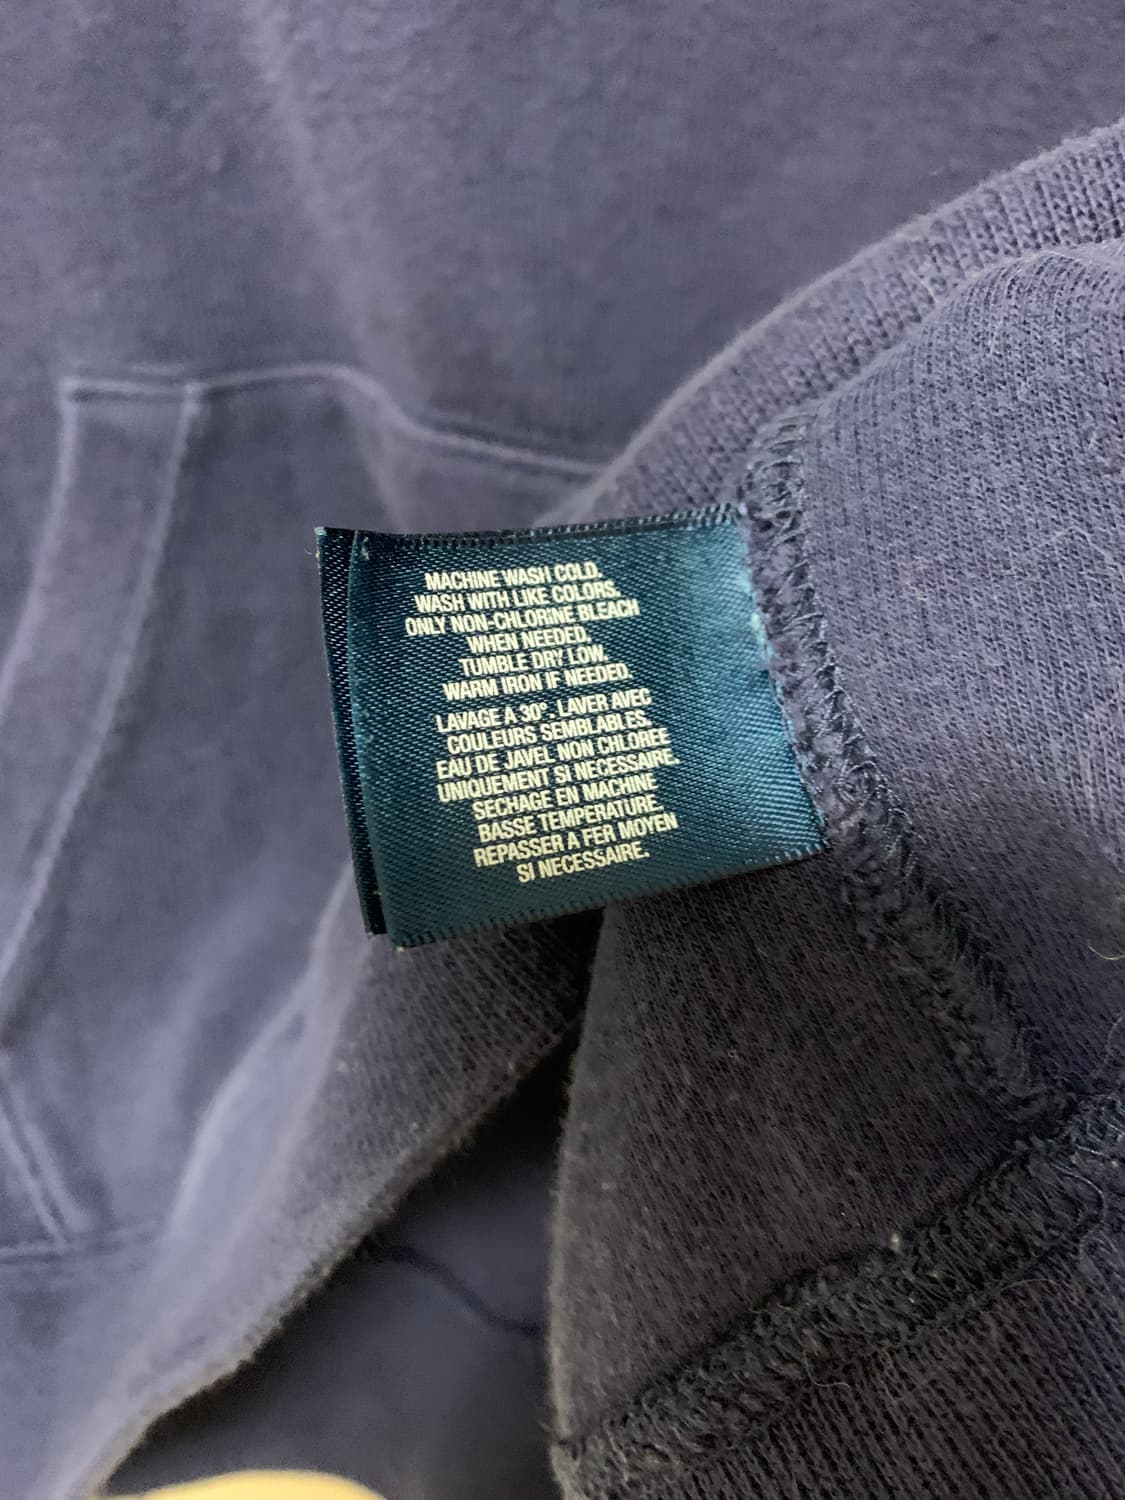 MACHINE WASH COLD.
WASH WITH LIKE COLORS.
ONLY NON-CHLORINE BLEACH
WHEN NEEDED.
TUMBLE DRY LOW.
WARM IRON IF NEEDED.
LAVAGE A 30°. LAVER AVEC
COULEURS SEMBLABLES.
EAU DE JAVEL NON CHLOREE
UNIQUEMENT SI NECESSAIRE.
SECHAGE EN MACHINE
BASSE TEMPERATURE.
REPASSER A FER MOYEN
SI NECESSAIRE.